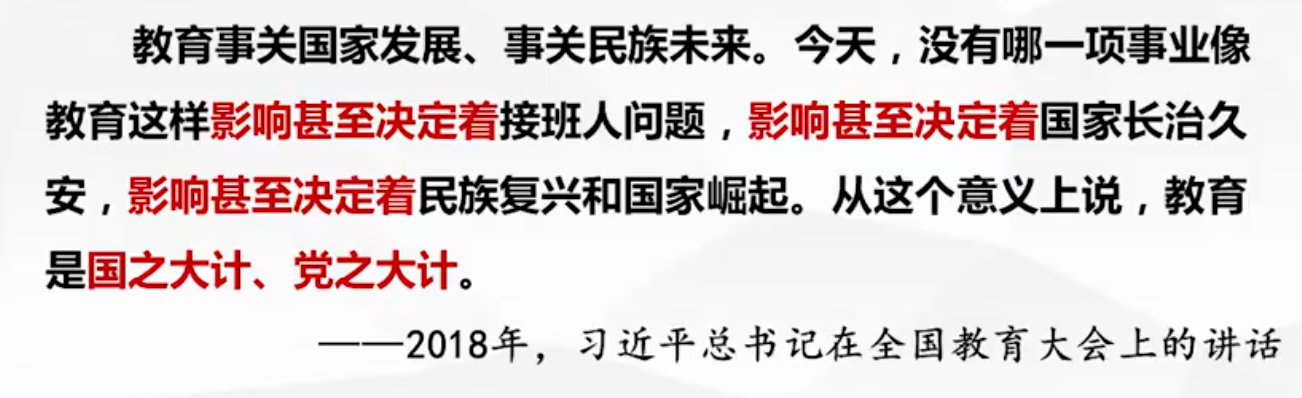 教育事关国家发展、事关民族未来。今天，没有哪一项事业像
教育这样影响甚至决定着接班人问题，影响甚至决定着国家长治久
安，影响甚至决定着民族复兴和国家崛起。从这个意义上说，教育
是国之大计、党之大计。
——2018年，习近平总书记在全国教育大会上的讲话